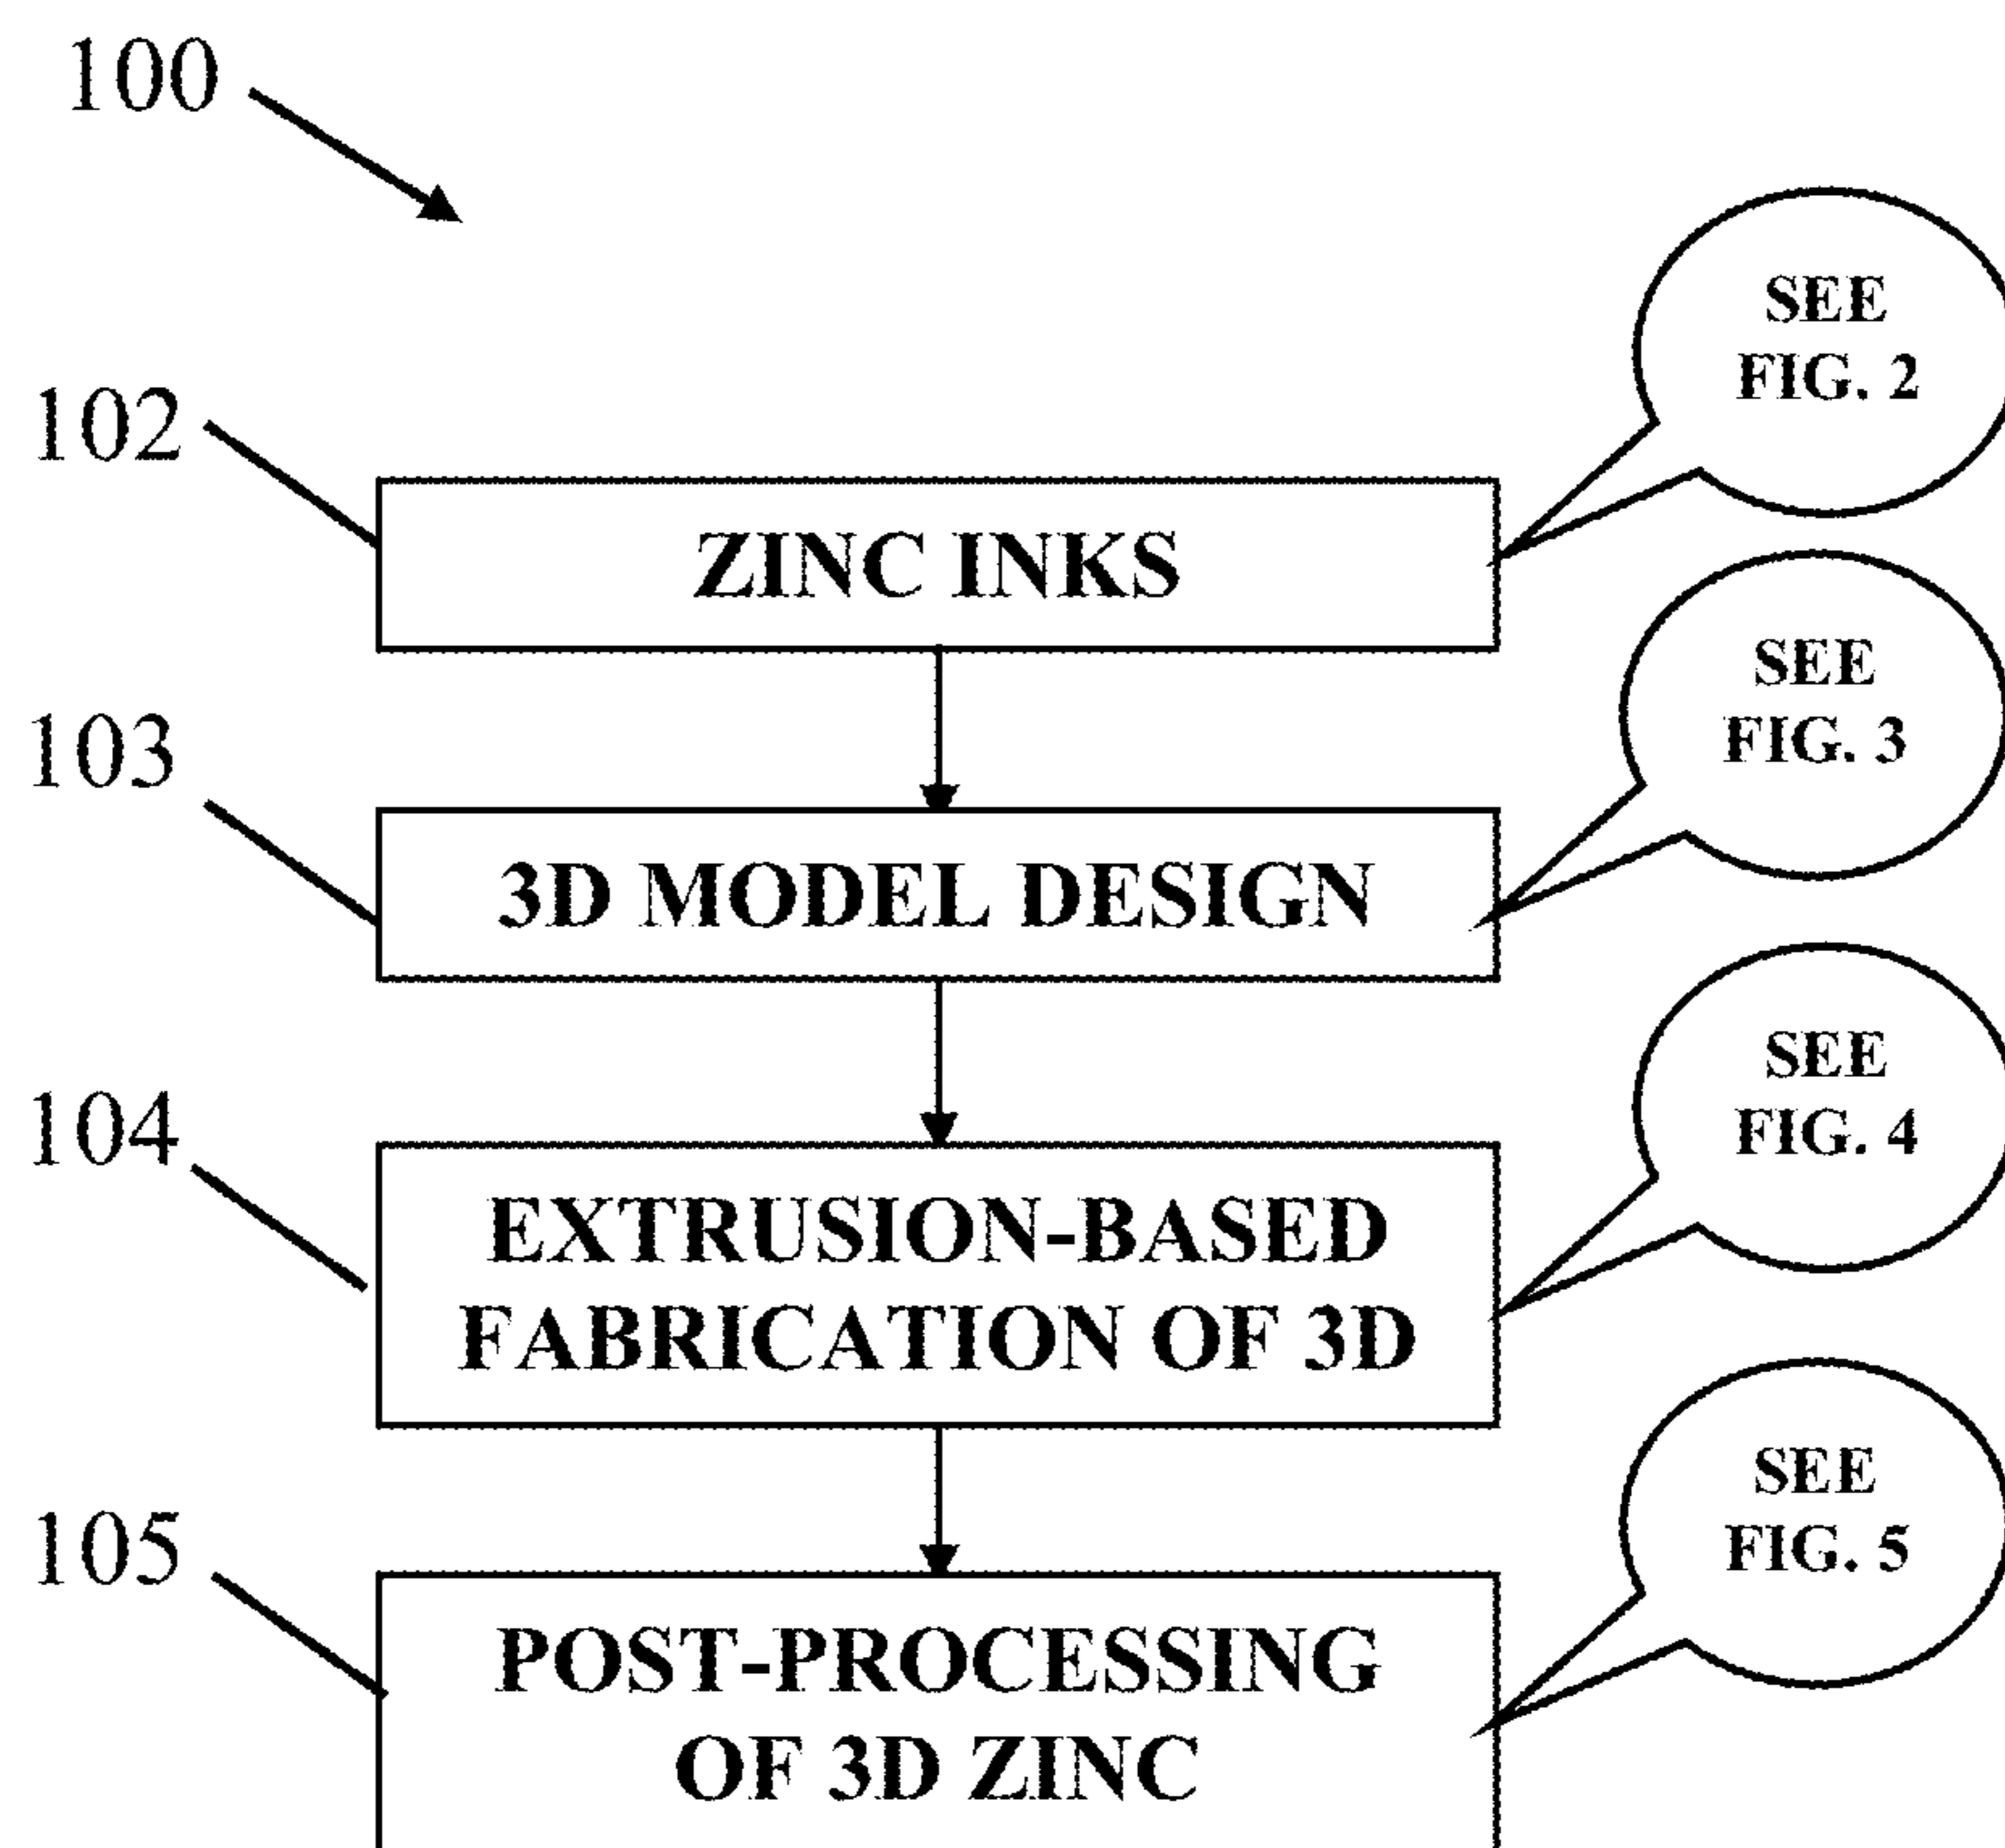 100
SEE
FIG. 2
102
ZINC INKS
SEE
FIG. 3
103
3D MODEL DESIGN
SEE
FIG. 4
104
EXTRUSION-BASED
FABRICATION OF 3D
SEE
FIG. 5
105
POST-PROCESSING
OF 3D ZINC